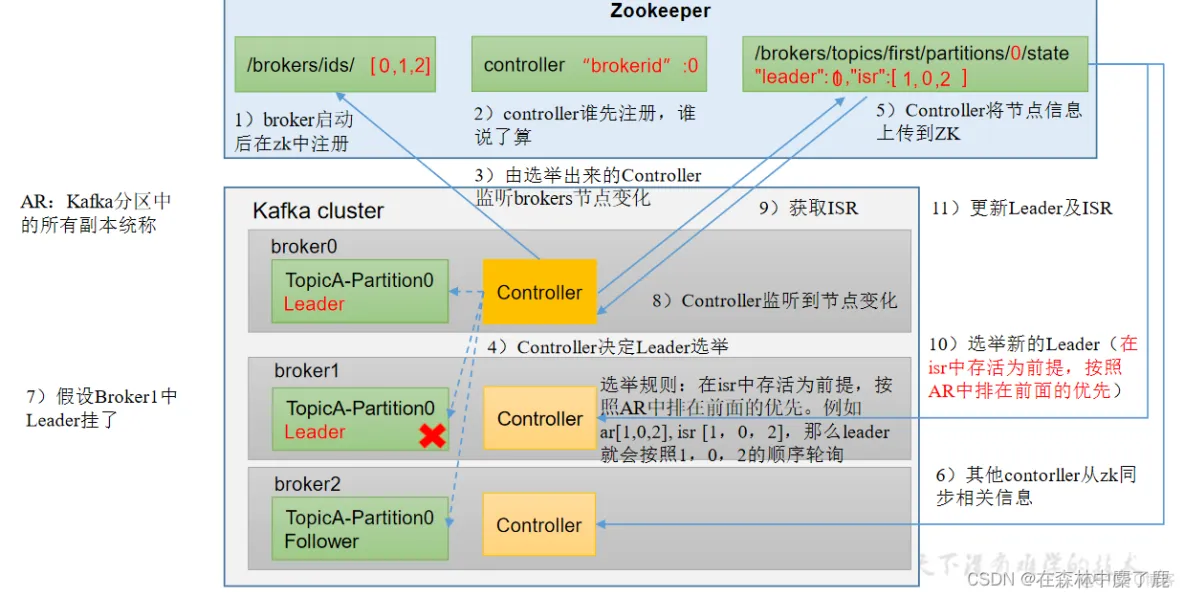 Zookeeper
/brokers/ids/ [0,1,2]
controller “brokerid”:0
/brokers/topics/first/partitions/0/state
"leader": ,"isr":[ 1,0,2 ]
1）broker启动
后在zk中注册
2）controller谁先注册，谁
说了算
5）Controller将节点信息
上传到ZK
3）由选举出来的Controller
监听brokers节点变化
AR：Kafka分区中
的所有副本统称
Kafka cluster
9）获取ISR
11）更新Leader及ISR
broker0
TopicA-Partition0
Leader
Controller
8）Controller监听到节点变化
4）Controller决定Leader选举
10）选举新的Leader（在
isr中存活为前提，按照
AR中排在前面的优先）
broker1
TopicA-Partition0
Leader
Controller
选举规则：在isr中存活为前提，按
照AR中排在前面的优先。例如
ar[1,0,2], isr [1，0，2]，那么leader
就会按照1，0，2的顺序轮询
7）假设Broker1中
Leader挂了
broker2
TopicA-Partition0
Follower
Controller
6）其他contorller从zk同
步相关信息
天下没有难学的技术
CSDN @在森林中麋了鹿